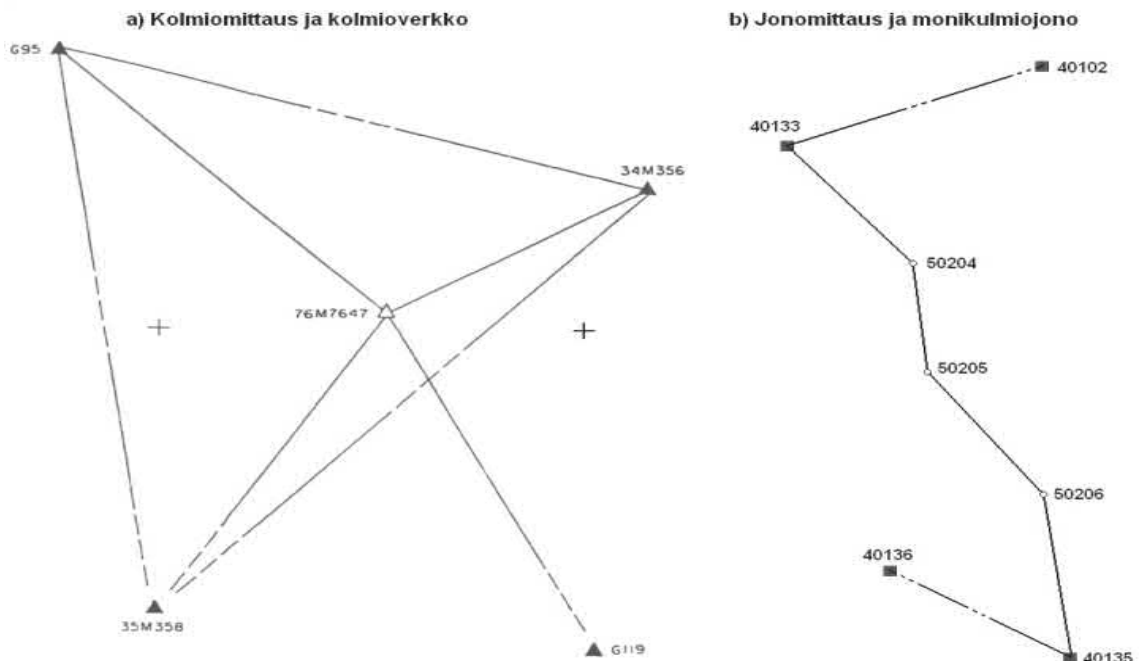 a) Kolmiomittaus ja kolmioverkko
G95
34M356
76M7647
35M358
G119
b) Jonomittaus ja monikulmiojono
40102
40133
50204
50205
50206
40136
40135